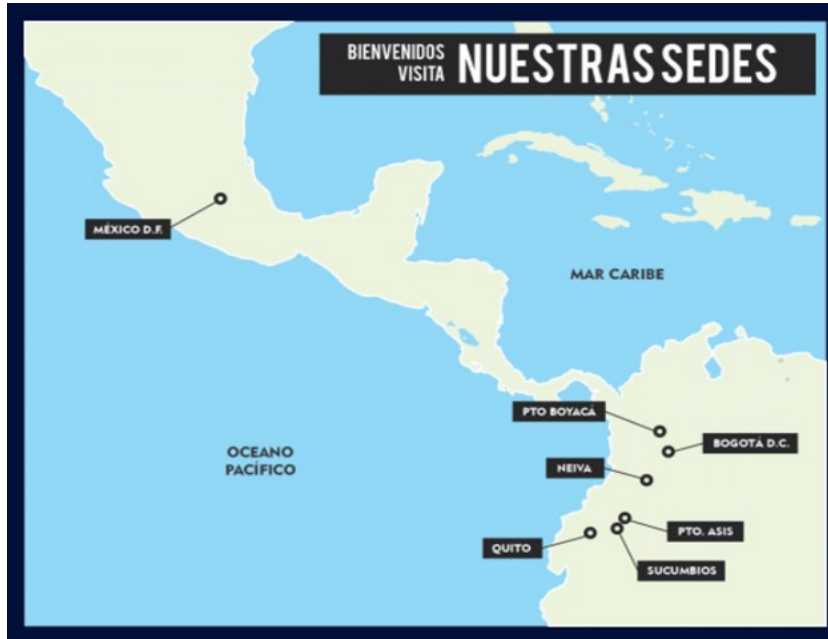 BIENVENIDOS
VISITA
NUESTRAS SEDES
MÉXICO D.F.
MAR CARIBE
PTO BOYACÁ
BOGOTÁ D.C.
OCEANO
PACÍFICO
NEIVA
PTO. ASIS
QUITO
SUCUMBIOS